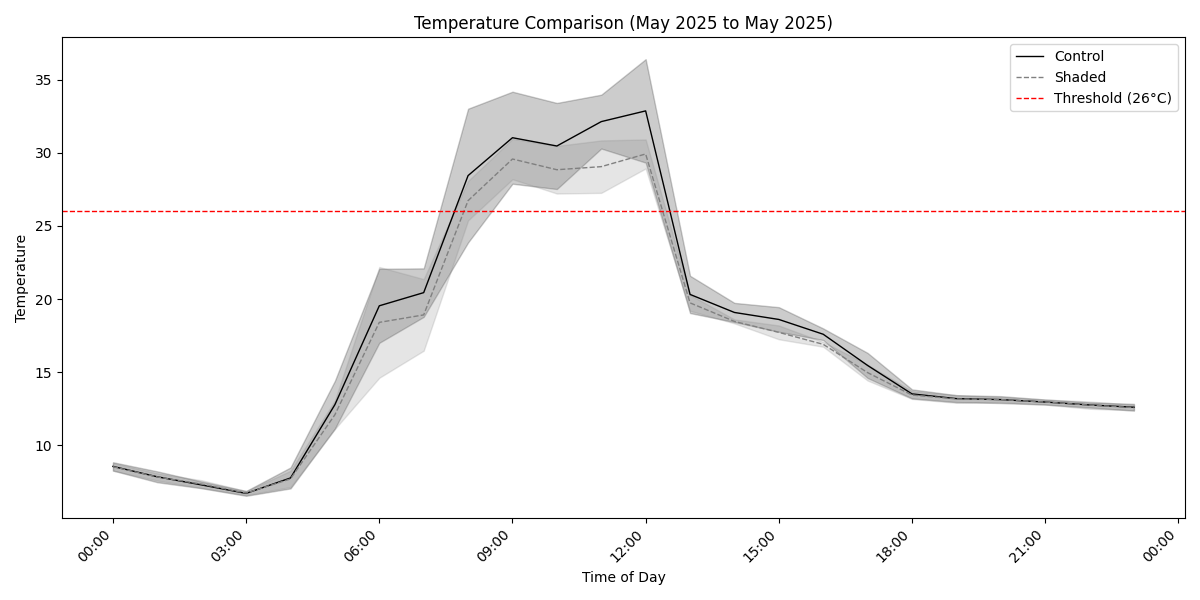 Temperature Comparison (May 2025 to May 2025)
Control
Shaded
Threshold (26°C)
Temperature
35
30
25
20
15
10
00:00
03:00
06:00
09:00
12:00
15:00
18:00
21:00
00:00
Time of Day